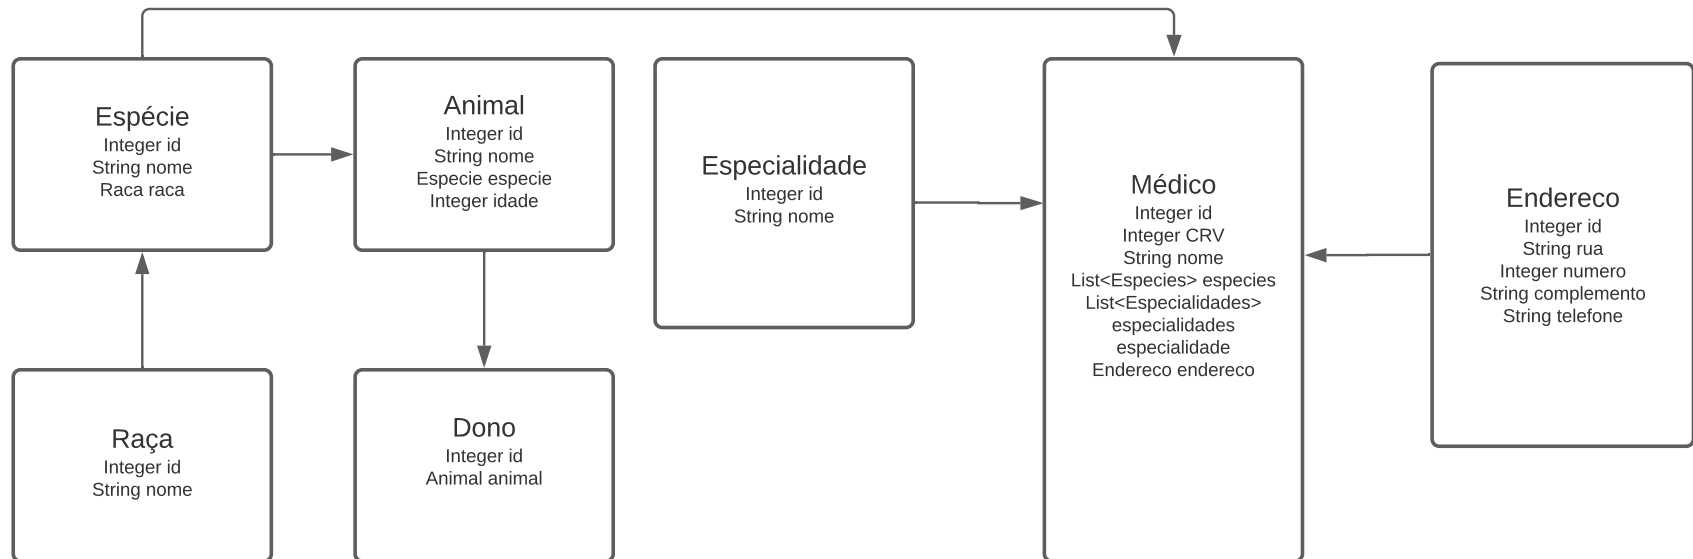 Espécie
Integer id
String nome
Raca raca
Animal
Integer id
String nome
Especie especie
Integer idade
Especialidade
Integer id
String nome
Médico
Integer id
Integer CRV
String nome
List<Especies> especies
List<Especialidades>
especialidades
especialidade
Endereco endereco
Endereco
Integer id
String rua
Integer numero
String complemento
String telefone
Raça
Integer id
String nome
Dono
Integer id
Animal animal